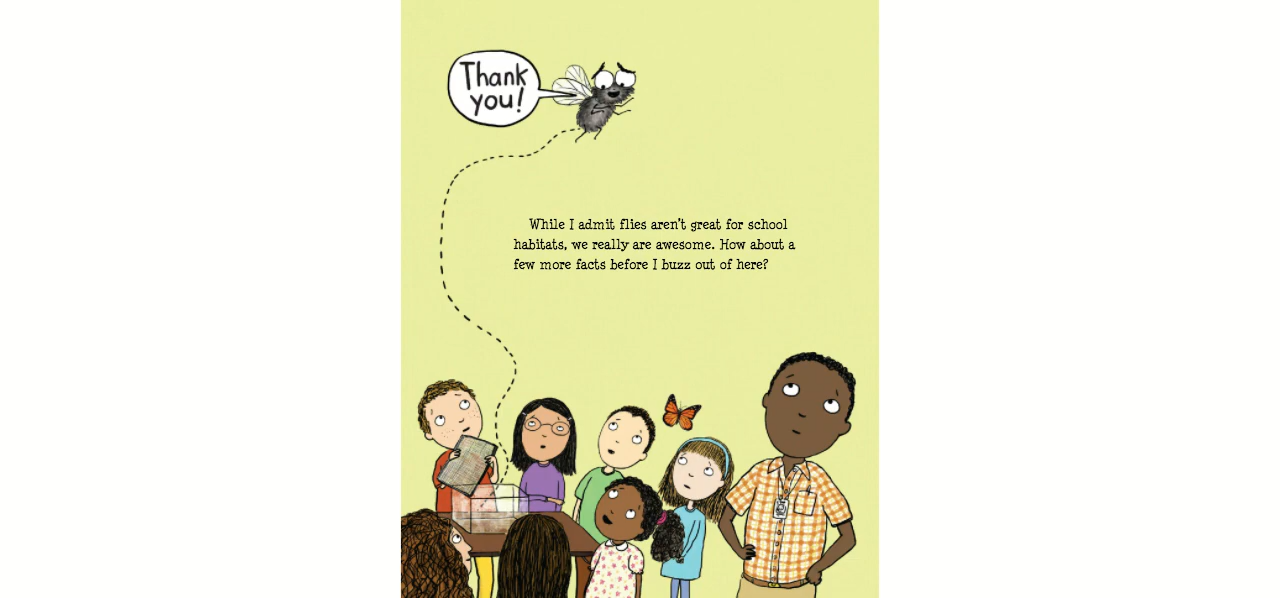 Thank
you!
While I admit flies aren't great for school
habitats, we really are awesome. How about a
few more facts before I buzz out of here?